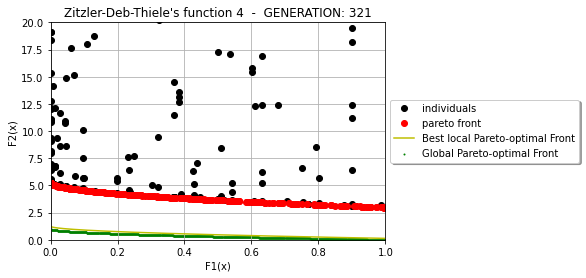 Zitzler-Deb-Thiele's function 4 - GENERATION: 321
20.0
17.5
15.0
12.5
10.0
7.5
5.0
2.5
0.0
F2(x)
0.0 0.2 0.4 0.6 0.8 1.0
F1(x)
individuals
pareto front
Best local Pareto-optimal Front
Global Pareto-optimal Front